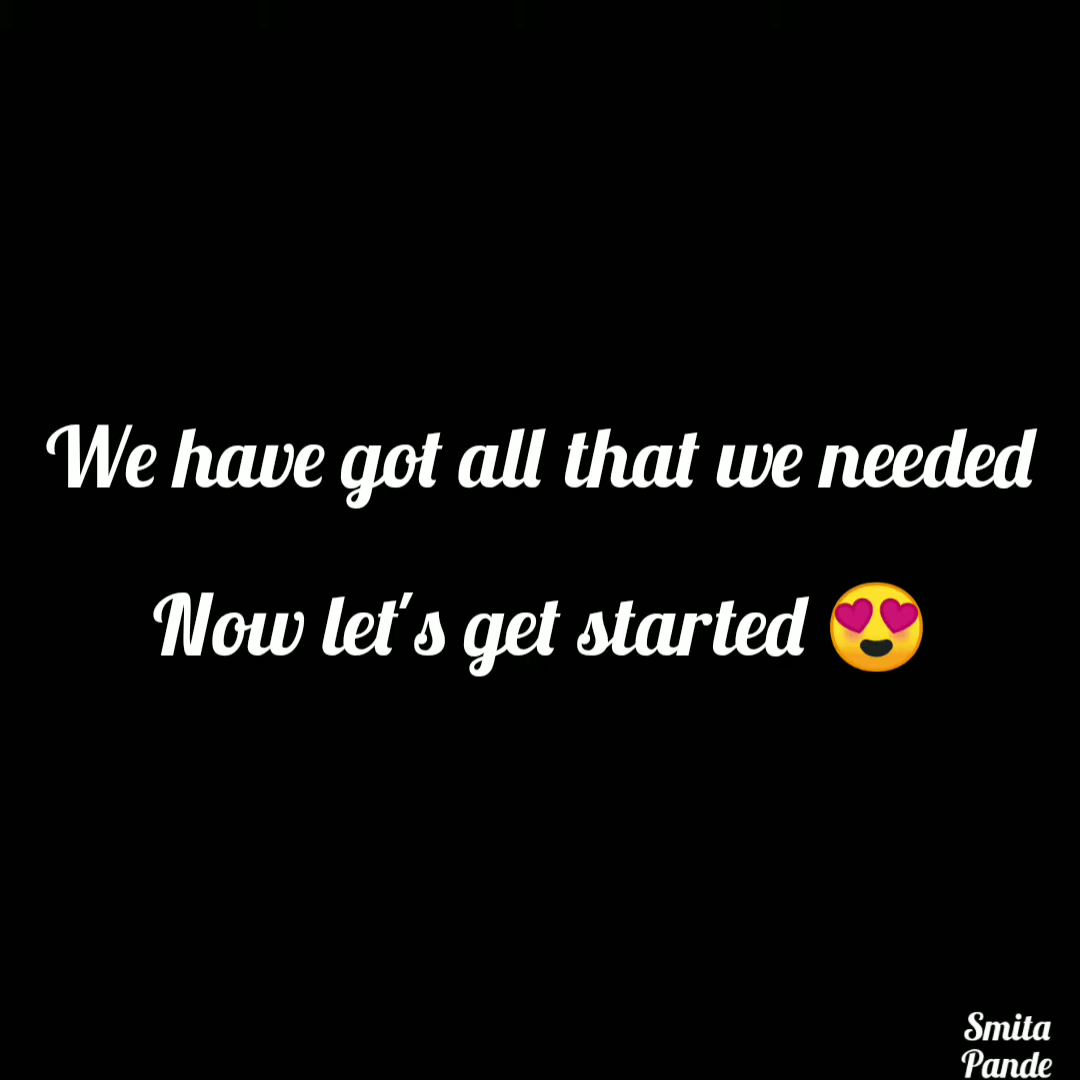 We have got all that we needed
Now let's get started 😍
Smita
Pande